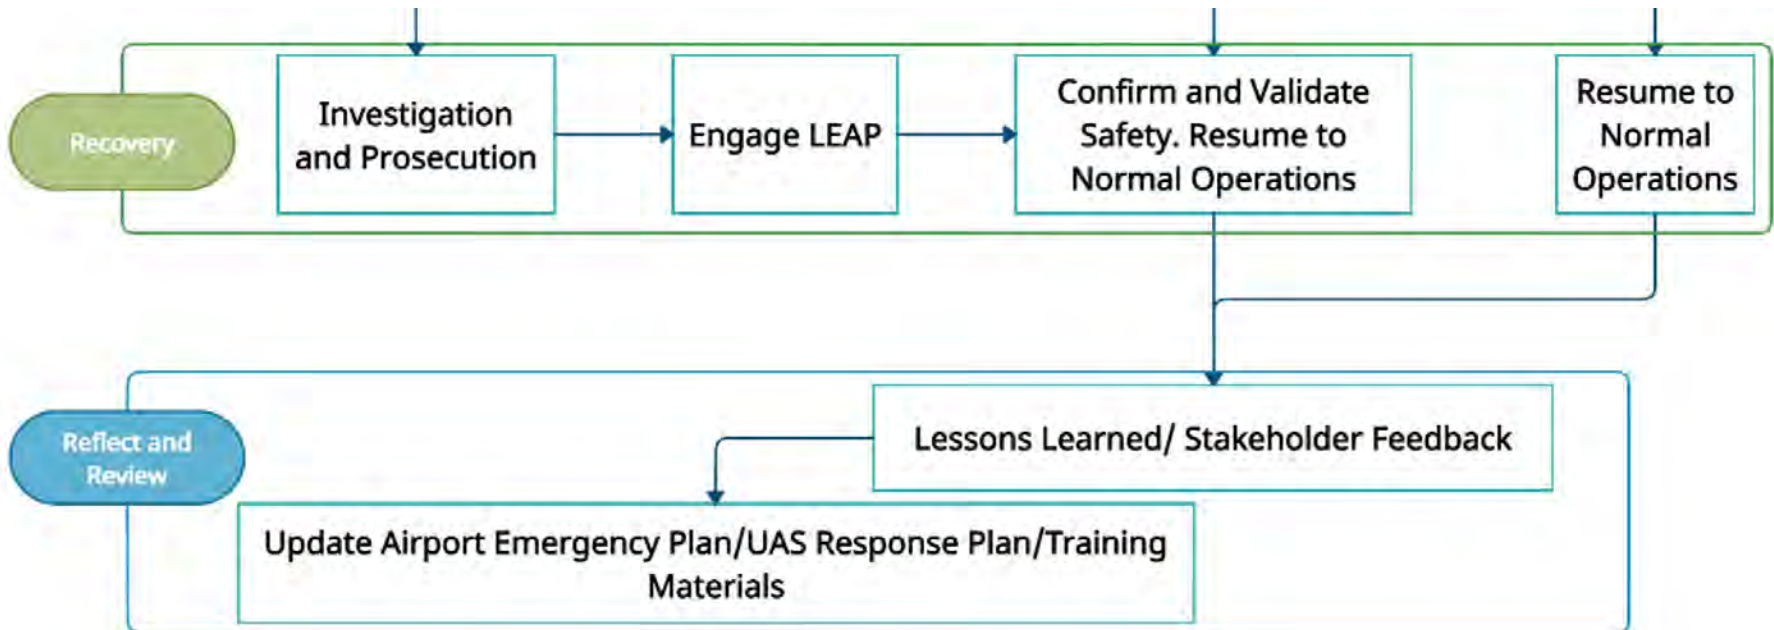 Recovery
Investigation
and Prosecution
Engage LEAP
Confirm and Validate
Safety. Resume to
Normal Operations
Resume to
Normal
Operations
Reflect and
Review
Lessons Learned/ Stakeholder Feedback
Update Airport Emergency Plan/UAS Response Plan/Training
Materials